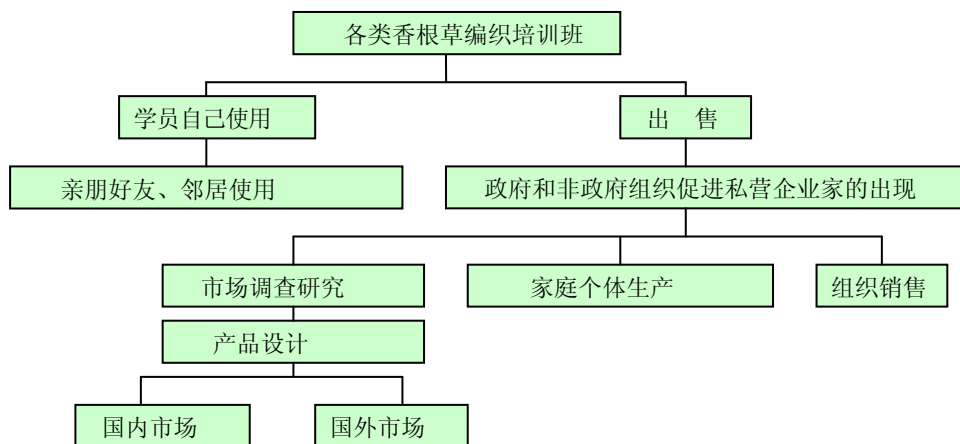 各类香根草编织培训班
学员自己使用
出 售
亲朋好友、邻居使用
政府和非政府组织促进私营企业家的出现
市场调查研究
家庭个体生产
组织销售
产品设计
国内市场
国外市场